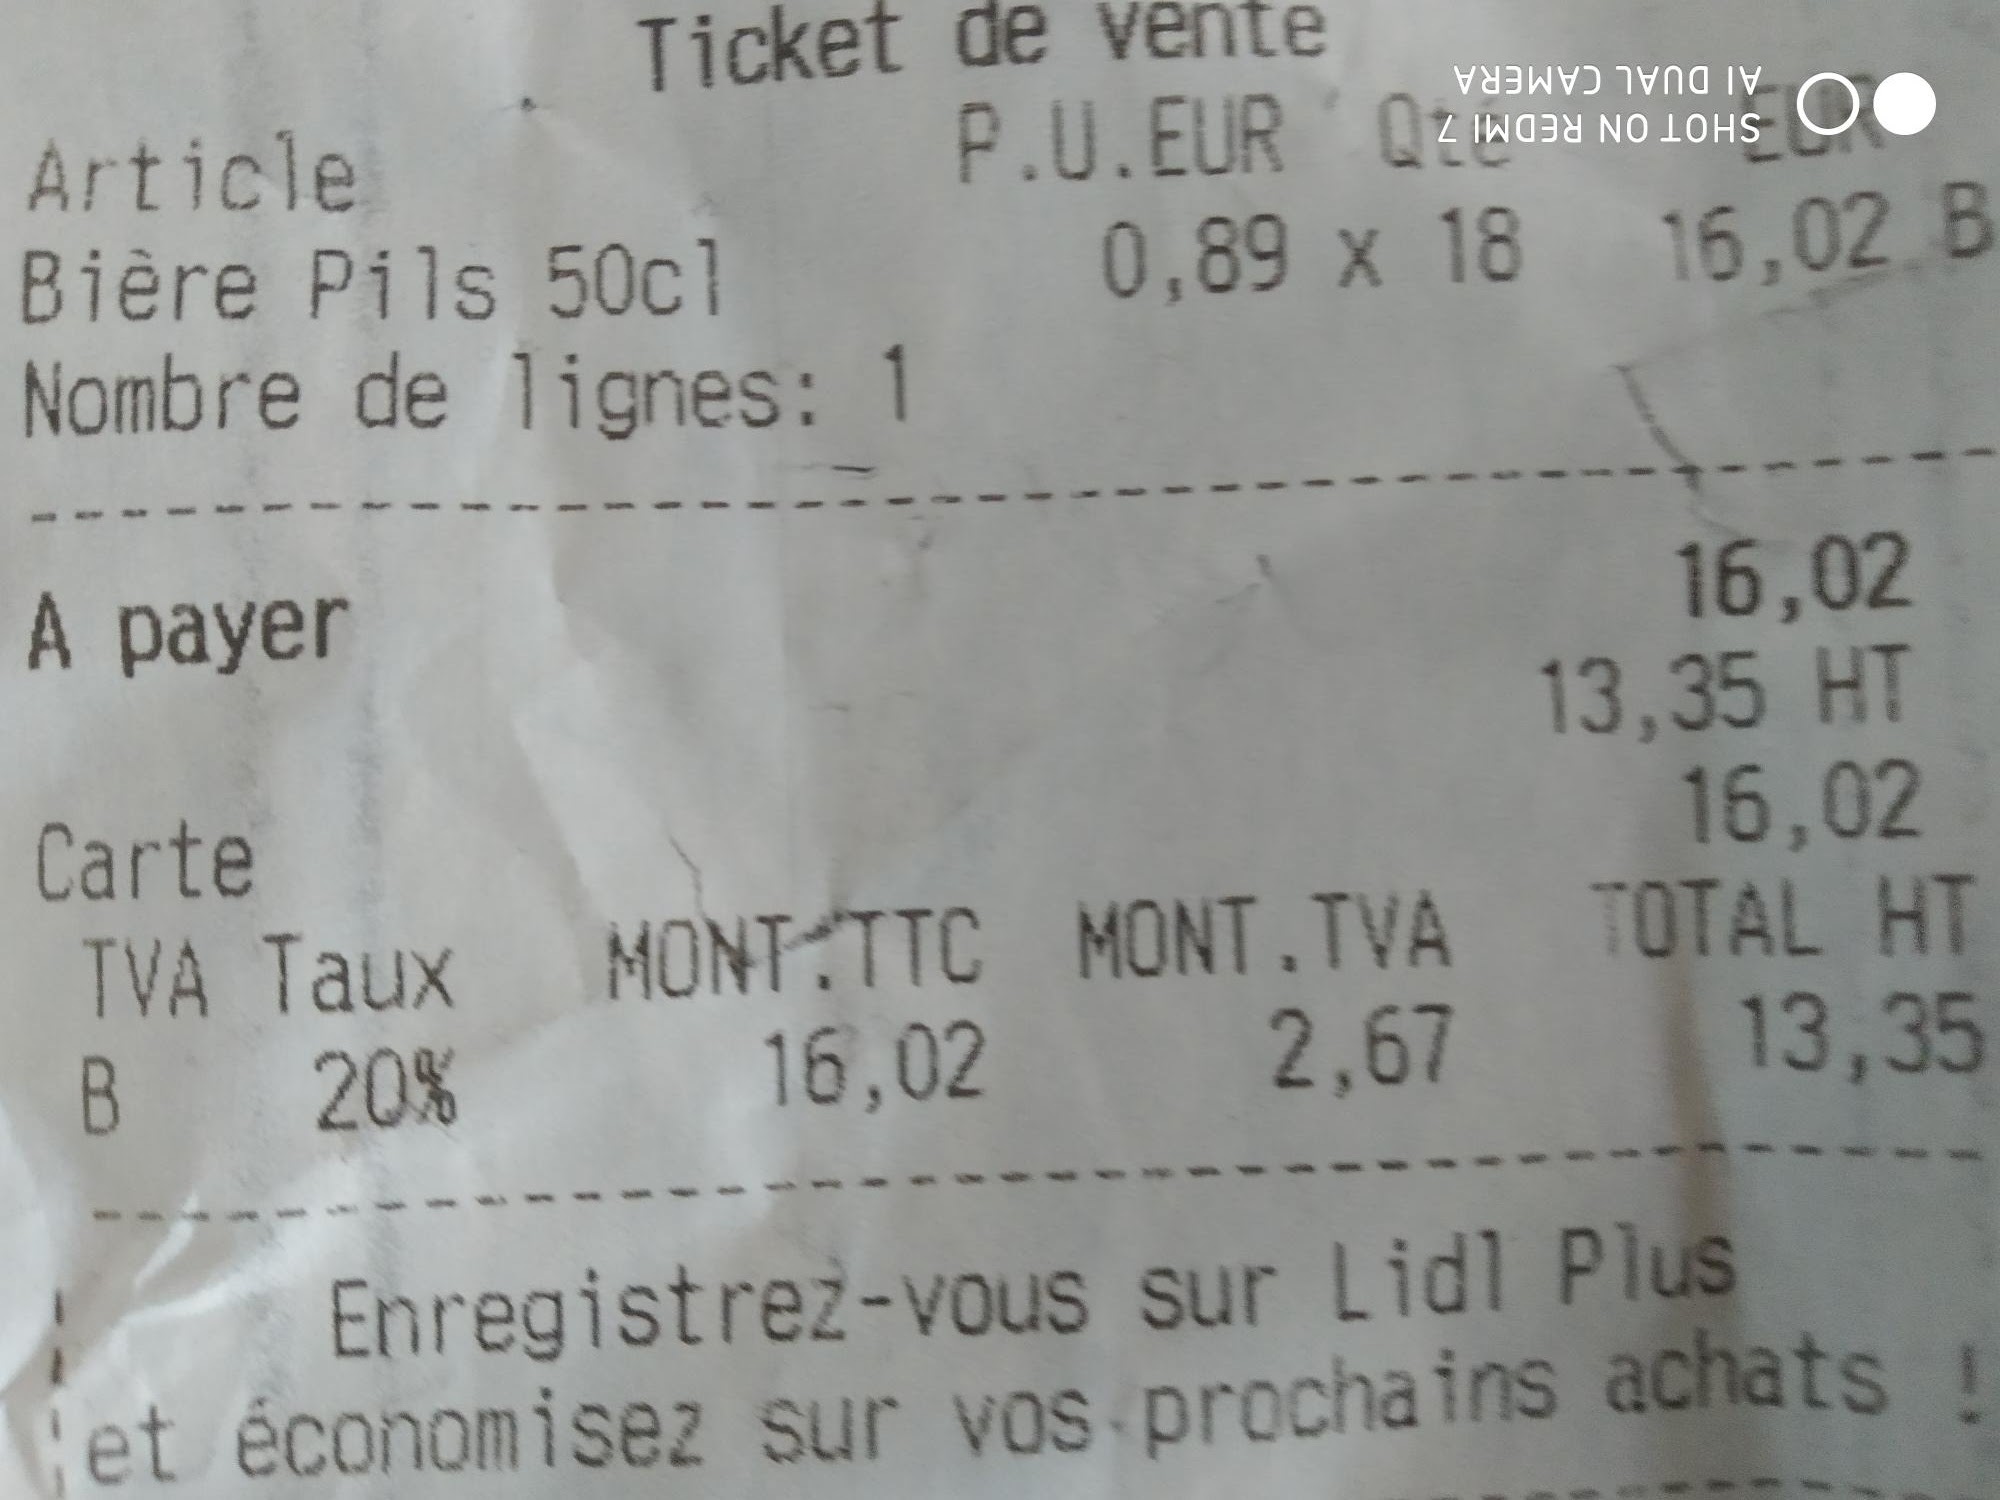 Ticket de vente
Article P.U.EUR Qté EUR
Bière Pils 50cl 0,89 x 18 16,02 B
Nombre de lignes: 1
A payer 16,02
13,35 HT
Carte 16,02
TVA Taux MONT.TTC MONT.TVA TOTAL HT
B 20% 16,02 2,67 13,35
Enregistrez-vous sur Lidl Plus
et économisez sur vos prochains achats !
SHOT ON REDMI 7
AI DUAL CAMERA